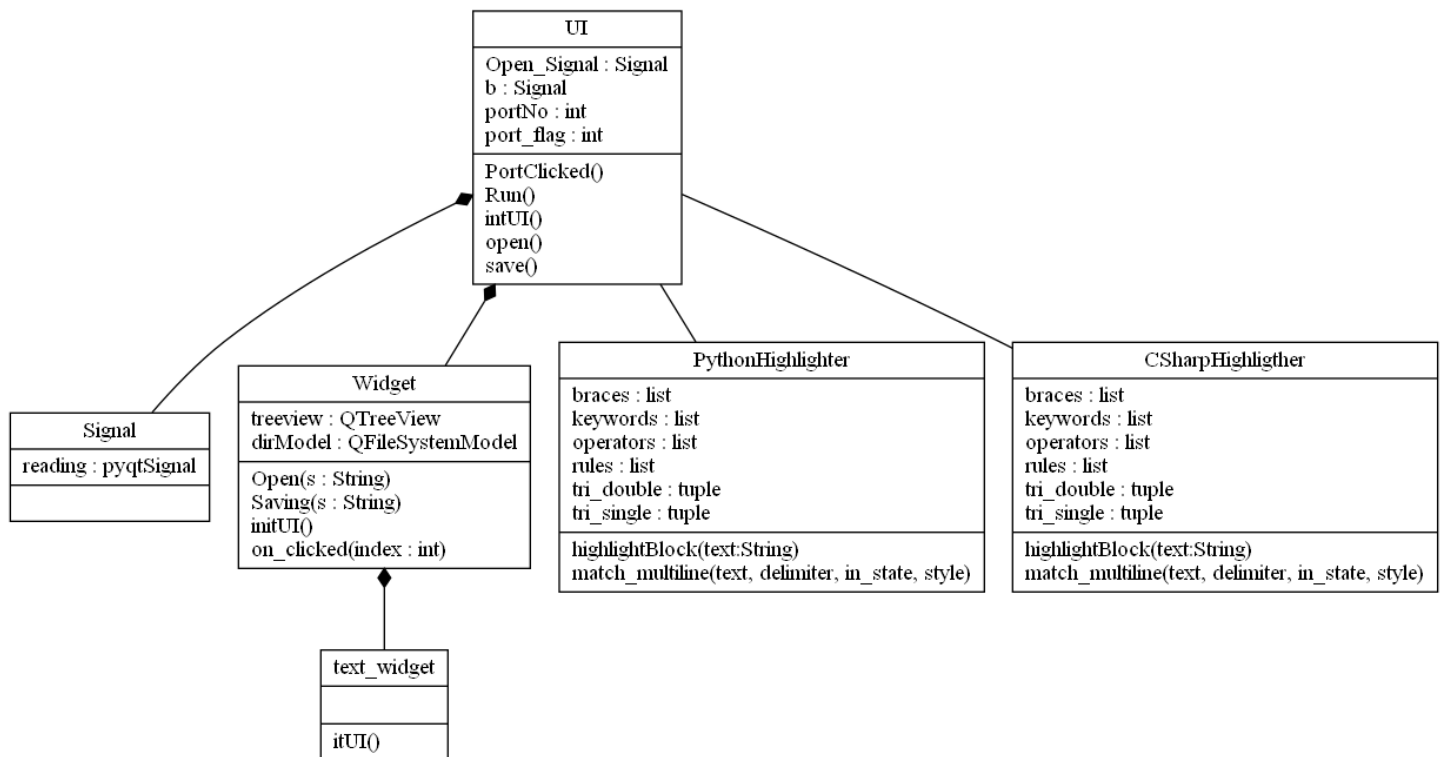 UI
Open_Signal : Signal
b : Signal
portNo : int
port_flag : int
PortClicked()
Run()
intUI()
open()
save()
Signal
reading : pyqtSignal
Widget
treeview : QTreeView
dirModel : QFileSystemModel
Open(s : String)
Saving(s : String)
initUI()
on_clicked(index : int)
text_widget
itUI()
PythonHighlighter
braces : list
keywords : list
operators : list
rules : list
tri_double : tuple
tri_single : tuple
highlightBlock(text:String)
match_multiline(text, delimiter, in_state, style)
CSharpHighligther
braces : list
keywords : list
operators : list
rules : list
tri_double : tuple
tri_single : tuple
highlightBlock(text:String)
match_multiline(text, delimiter, in_state, style)